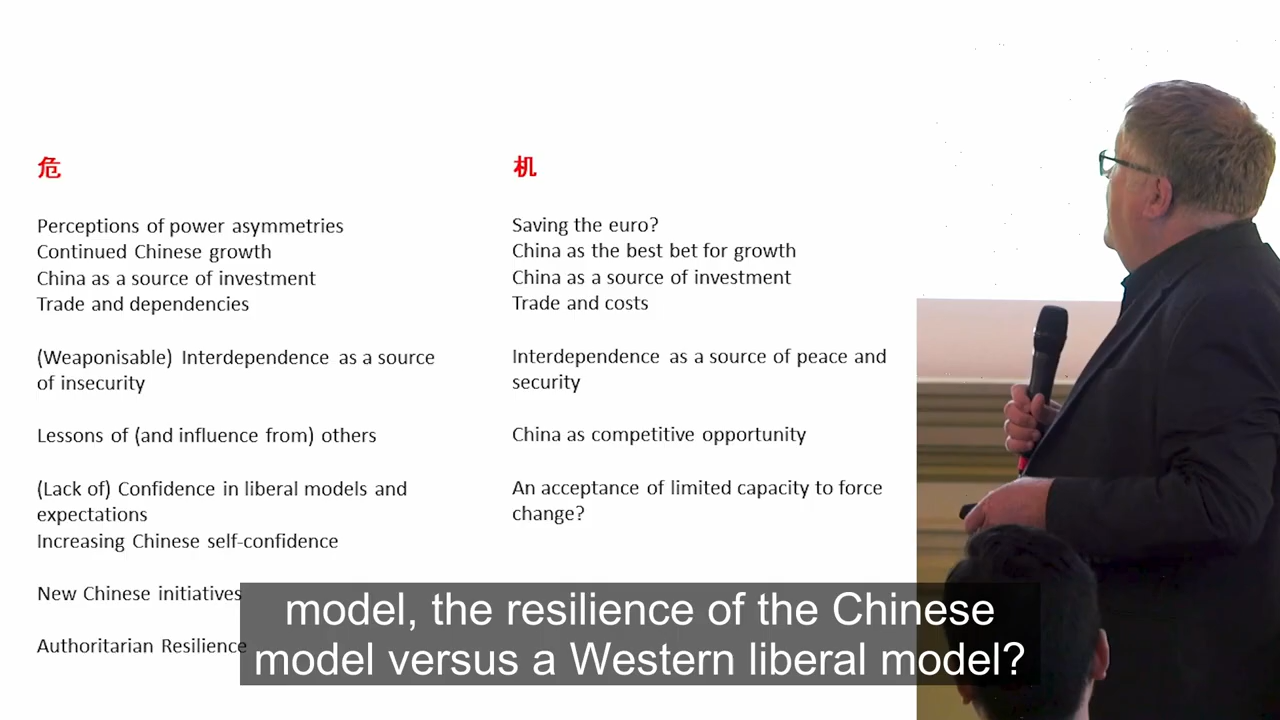 危
Perceptions of power asymmetries
Continued Chinese growth
China as a source of investment
Trade and dependencies
(Weaponisable) Interdependence as a source
of insecurity
Lessons of (and influence from) others
(Lack of) Confidence in liberal models and
expectations
Increasing Chinese self-confidence
New Chinese initiatives
Authoritarian Resilience
机
Saving the euro?
China as the best bet for growth
China as a source of investment
Trade and costs
Interdependence as a source of peace and
security
China as competitive opportunity
An acceptance of limited capacity to force
change?
model, the resilience of the Chinese
model versus a Western liberal model?